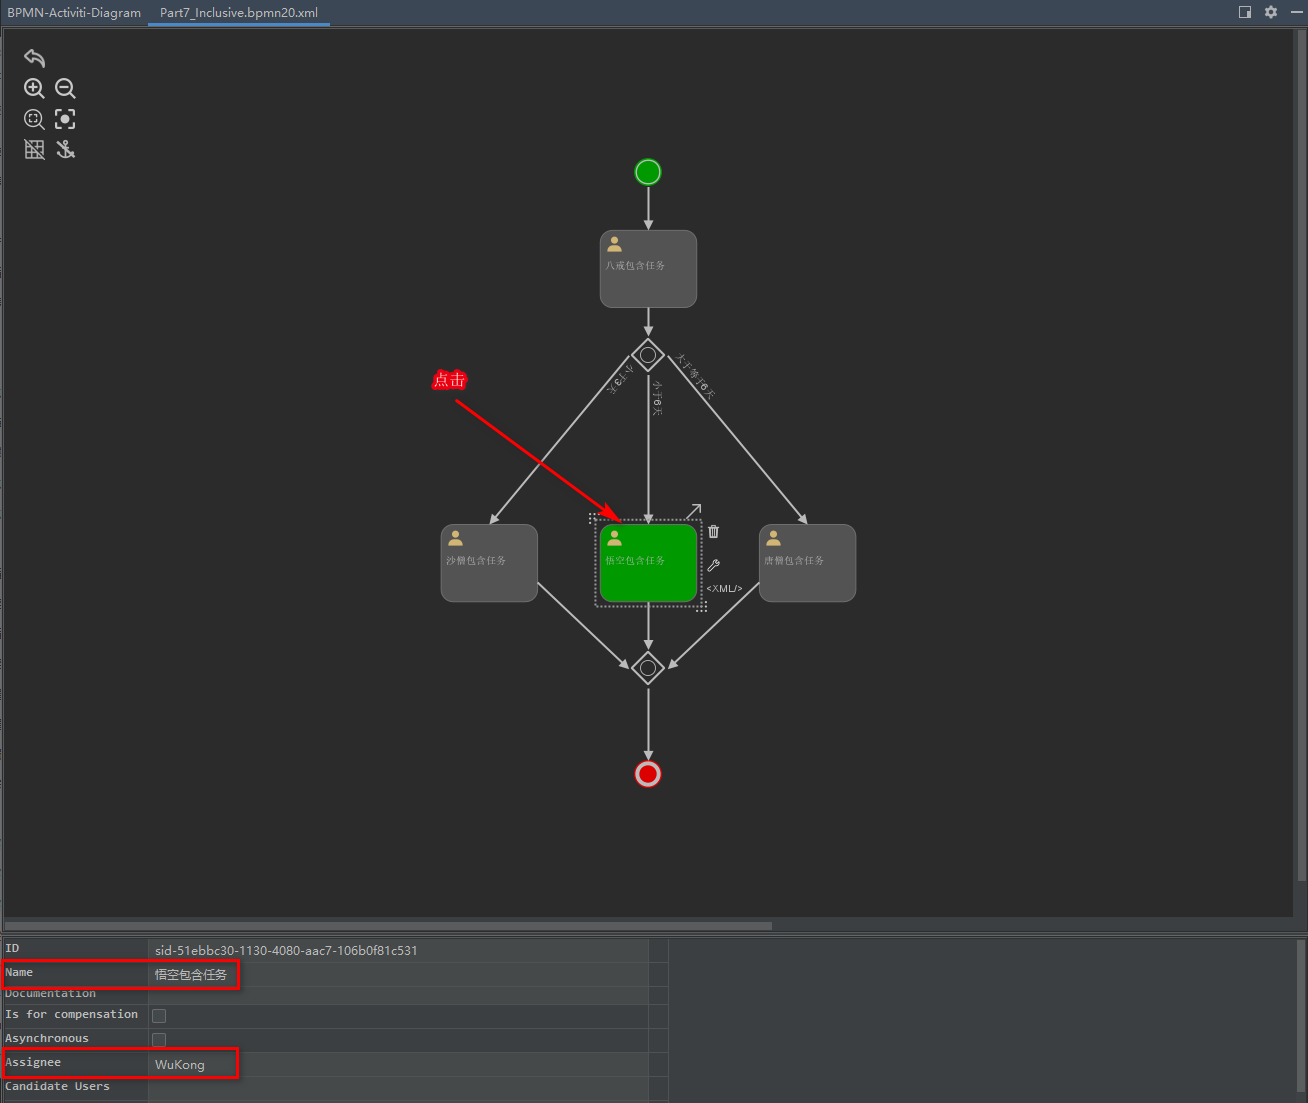 BPMN-Activiti-Diagram Part7_Inclusive.bpmn20.xml
八戒包含任务
小于3天
小于6天
大于等于6天
点击
沙僧包含任务
悟空包含任务
唐僧包含任务
<XML/>
ID sid-51ebbc30-1130-4080-aac7-106b0f81c531
Name 悟空包含任务
Documentation
Is for compensation
Asynchronous
Assignee WuKong
Candidate Users